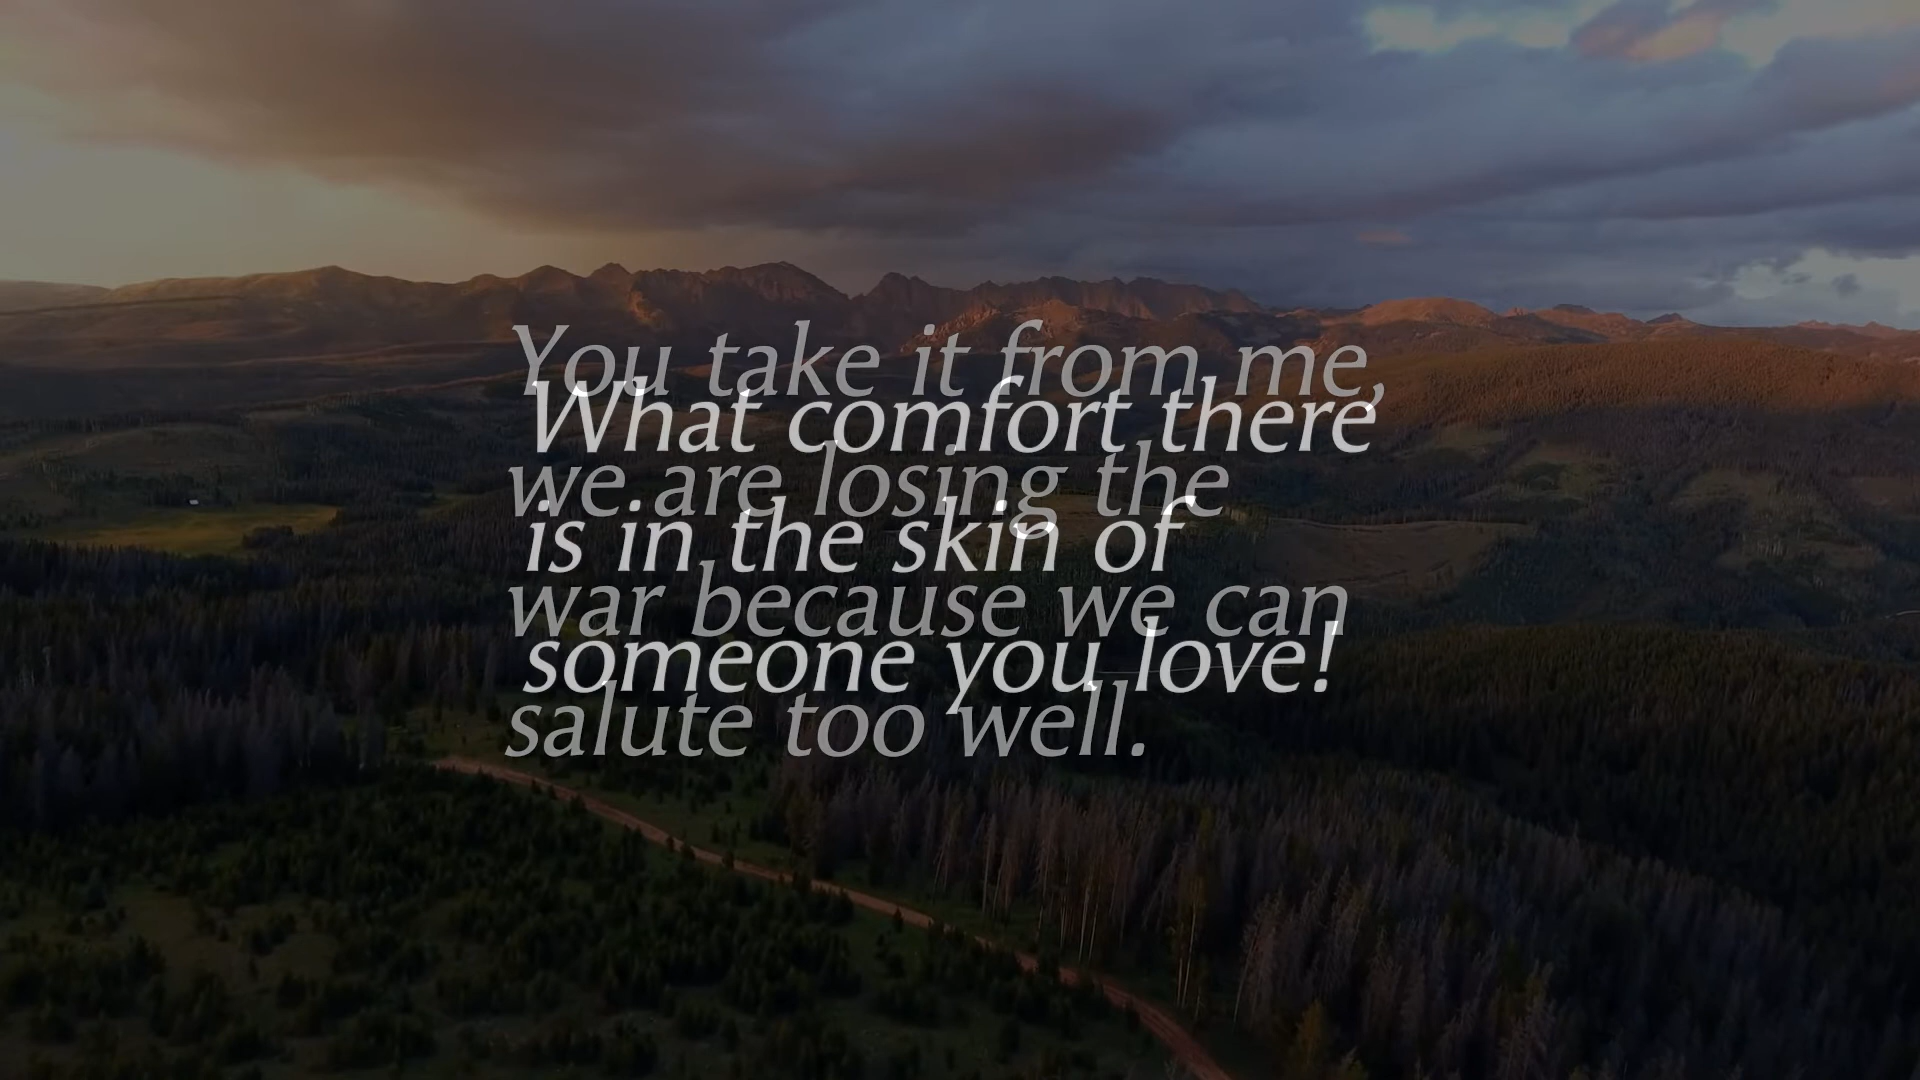 You take it from me,
we are losing the
war because we can
salute too well.
What comfort there
is in the skin of
someone you love!